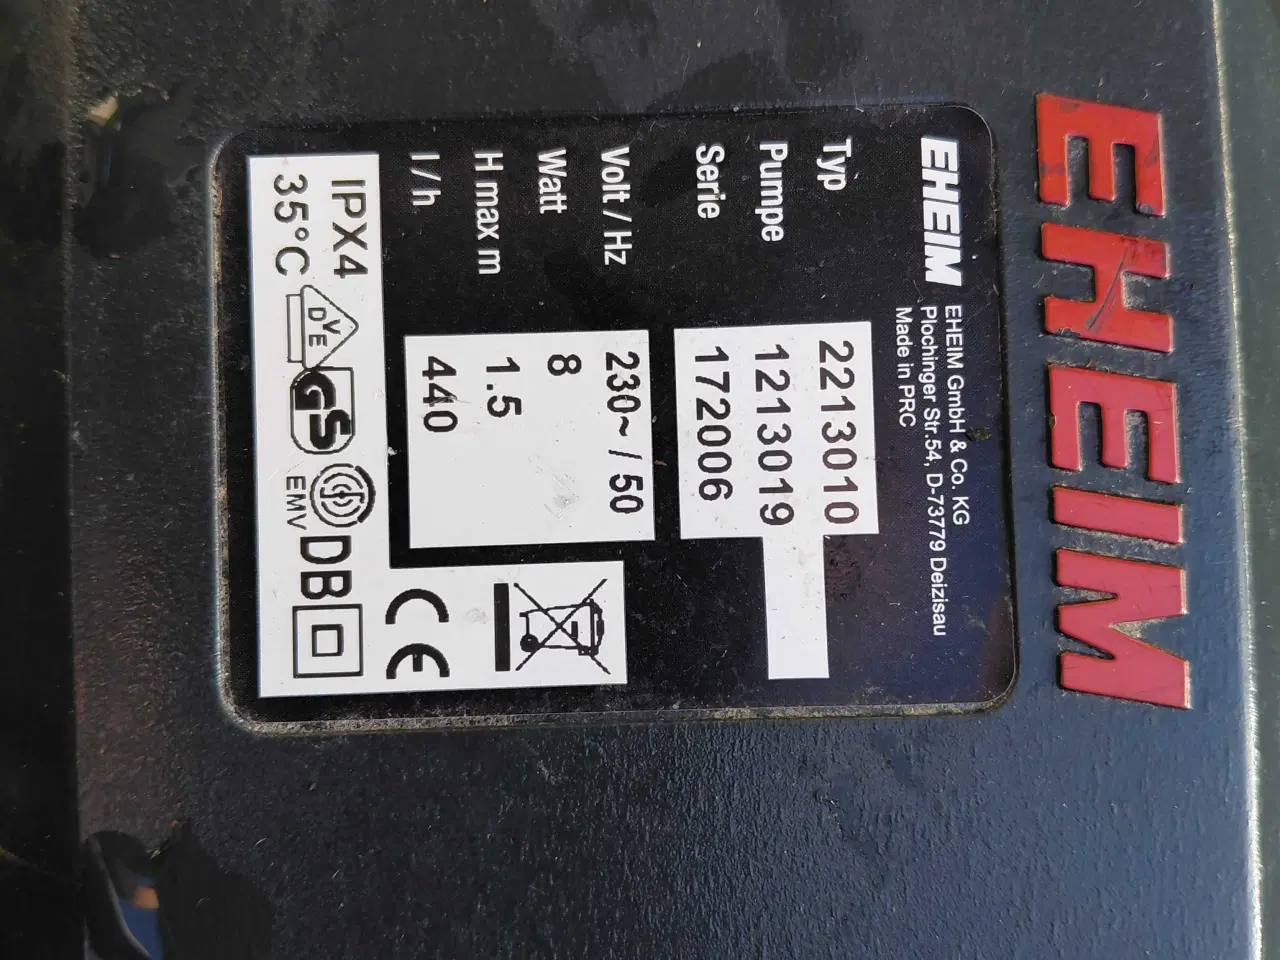 EHEIM
EHEIM
EHEIM GmbH & Co. KG
Plochinger Str.54, D-73779 Deizisau
Made in PRC
Typ 2213010
Pumpe 1213019
Serie 172006
Volt / Hz 230~ / 50
Watt 8
H max m 1.5
l / h 440
IPX4
35°C
VDE
GS
EMV
DB
CE